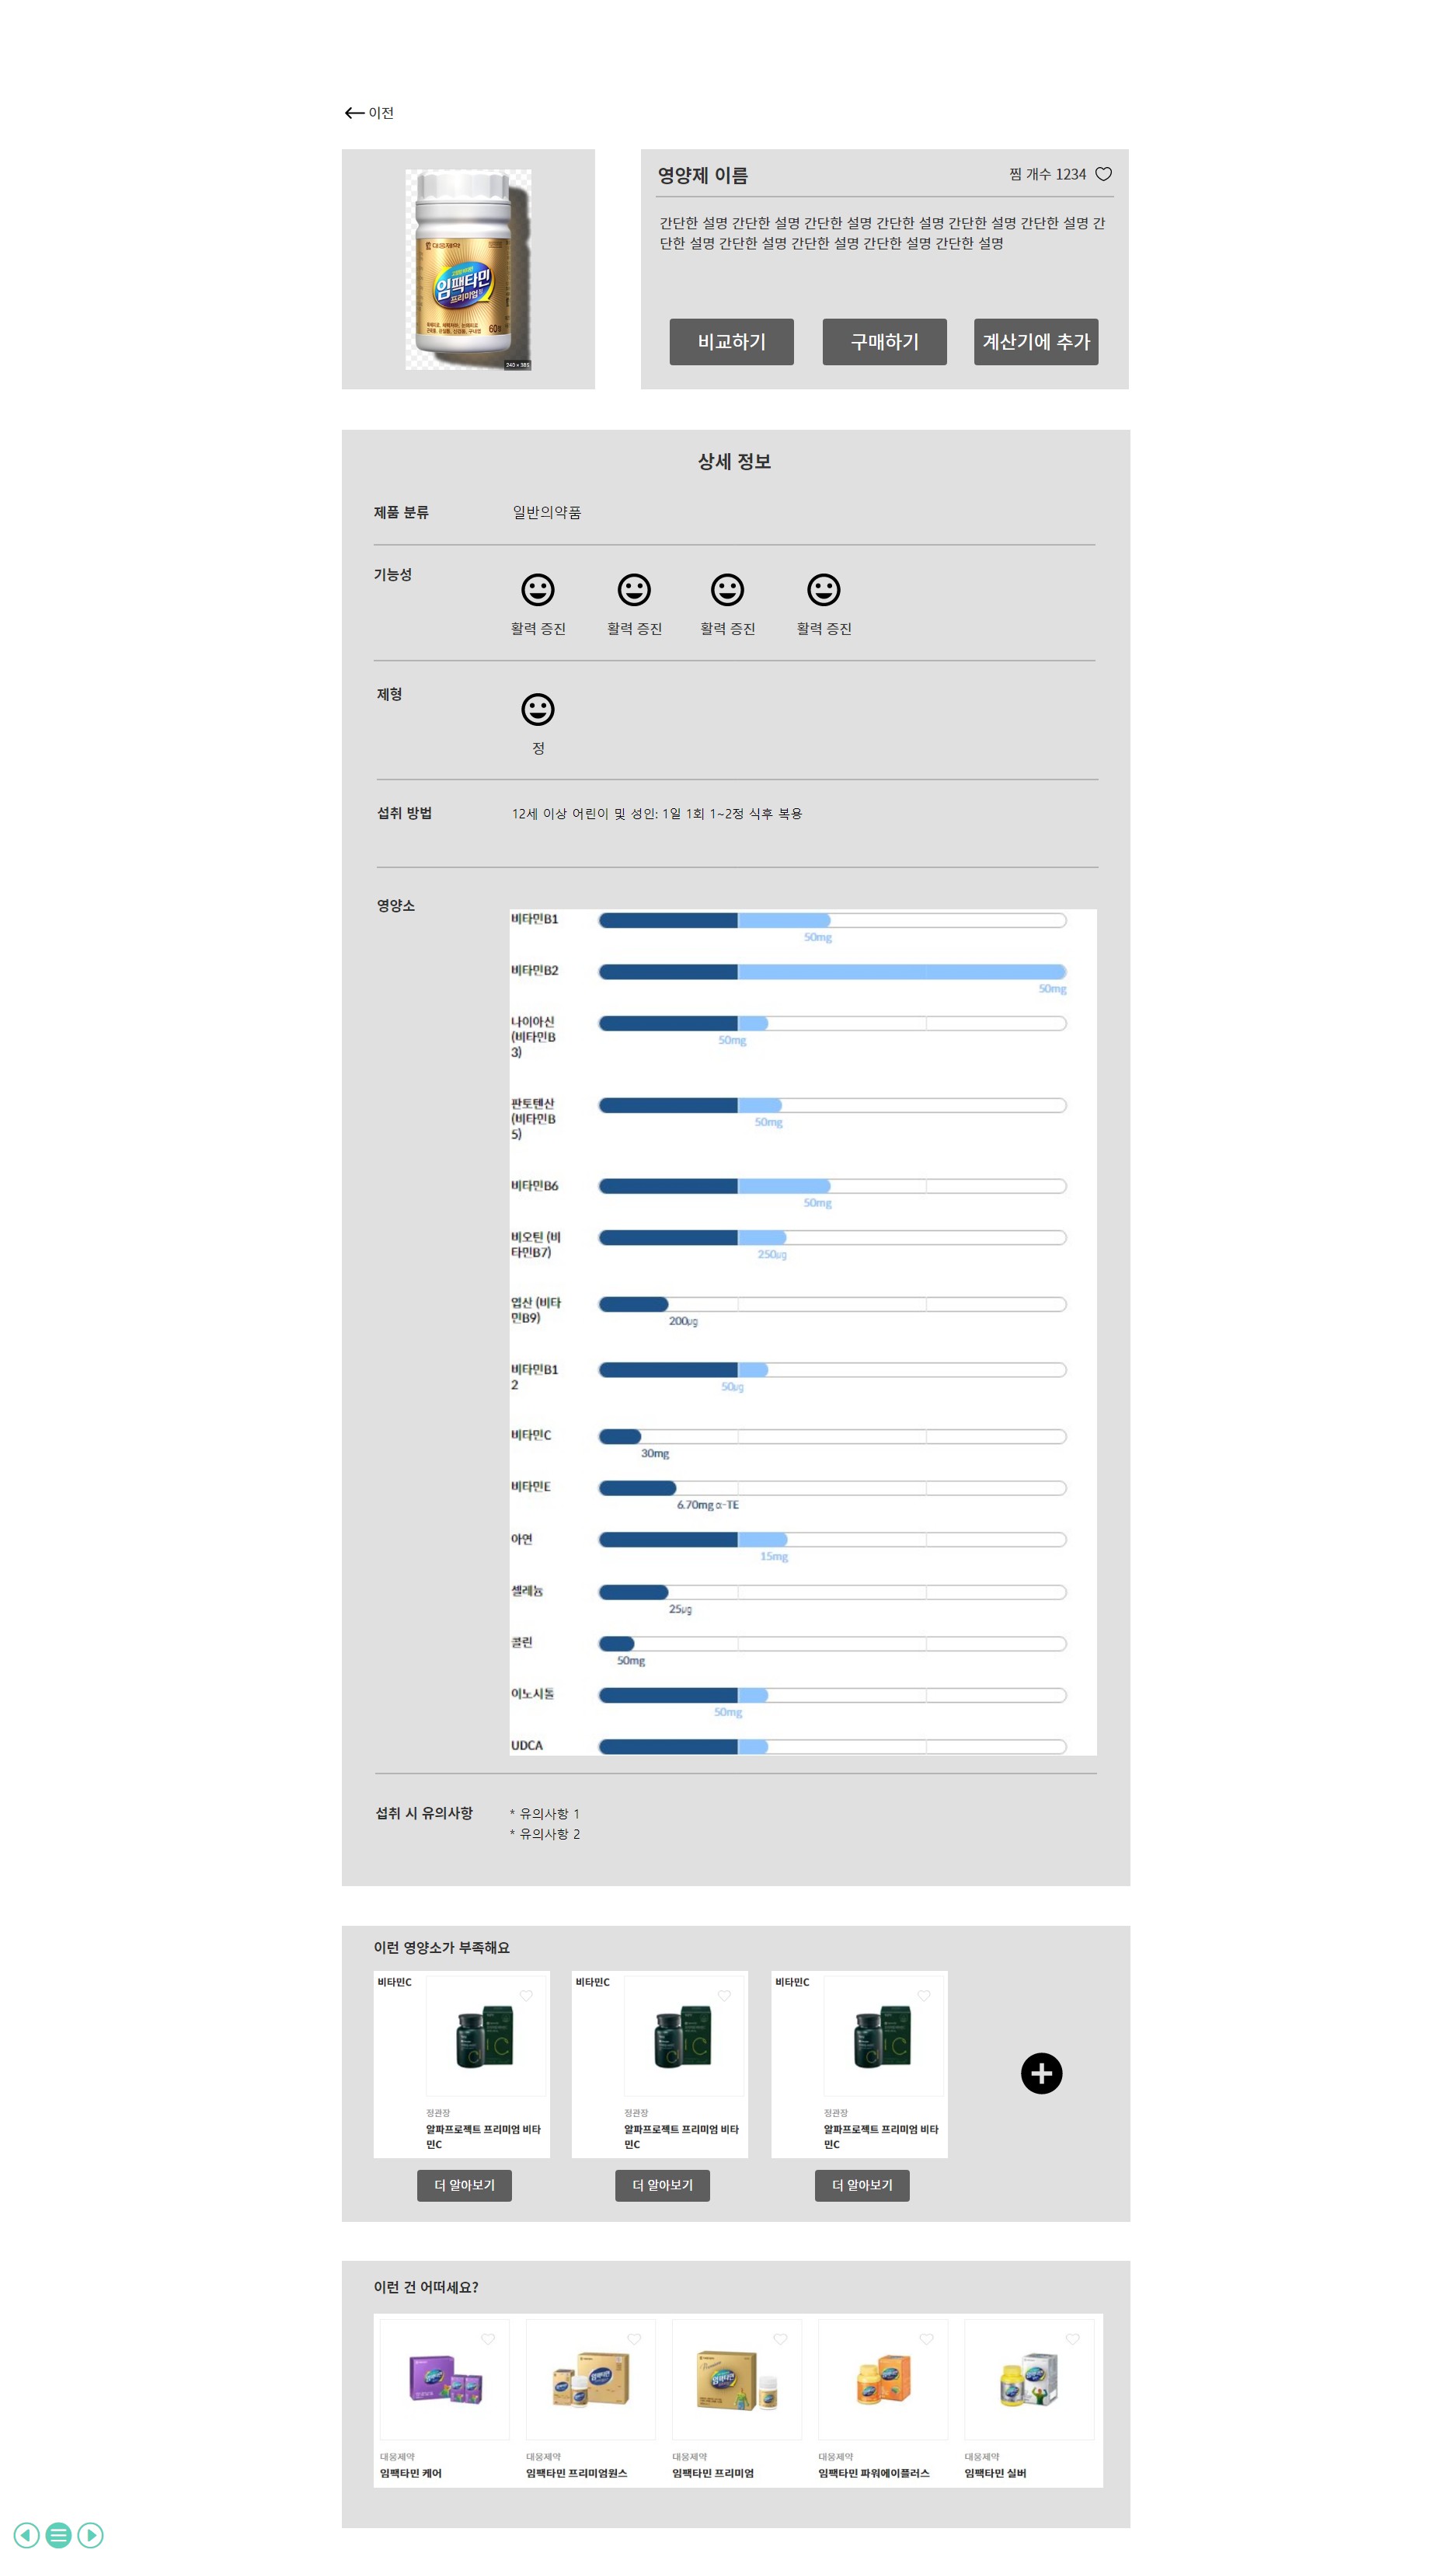 이전
영양제 이름
찜 개수 1234
간단한 설명 간단한 설명 간단한 설명 간단한 설명 간단한 설명 간단한 설명 간
단한 설명 간단한 설명 간단한 설명 간단한 설명 간단한 설명
비교하기
구매하기
계산기에 추가
대웅제약
임팩타민
프리미엄
60정
240 × 385
상세 정보
제품 분류
일반의약품
기능성
활력 증진
활력 증진
활력 증진
활력 증진
제형
정
섭취 방법
12세 이상 어린이 및 성인: 1일 1회 1~2정 식후 복용
영양소
비타민B1
50mg
비타민B2
50mg
나이아신
(비타민B
3)
50mg
판토텐산
(비타민B
5)
50mg
비타민B6
50mg
비오틴 (비
타민B7)
250μg
엽산 (비타
민B9)
200μg
비타민B1
2
50μg
비타민C
30mg
비타민E
6.70mg α-TE
아연
15mg
셀레늄
25μg
콜린
50mg
이노시톨
50mg
UDCA
섭취 시 유의사항
* 유의사항 1
* 유의사항 2
이런 영양소가 부족해요
비타민C
정관장
알파프로젝트 프리미엄 비타
민C
더 알아보기
비타민C
정관장
알파프로젝트 프리미엄 비타
민C
더 알아보기
비타민C
정관장
알파프로젝트 프리미엄 비타
민C
더 알아보기
이런 건 어떠세요?
대웅제약
임팩타민 케어
대웅제약
임팩타민 프리미엄원스
대웅제약
임팩타민 프리미엄
대웅제약
임팩타민 파워에이플러스
대웅제약
임팩타민 실버